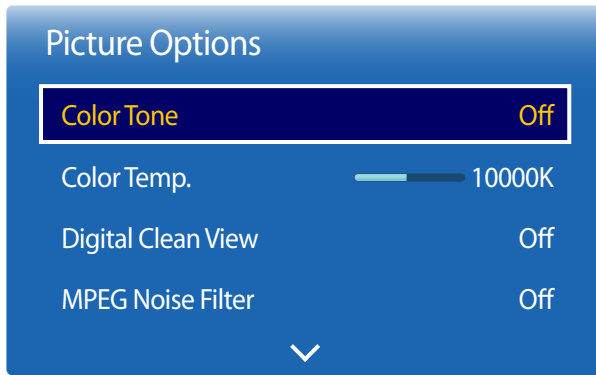 Picture Options
Color Tone Off
Color Temp. 10000K
Digital Clean View Off
MPEG Noise Filter Off